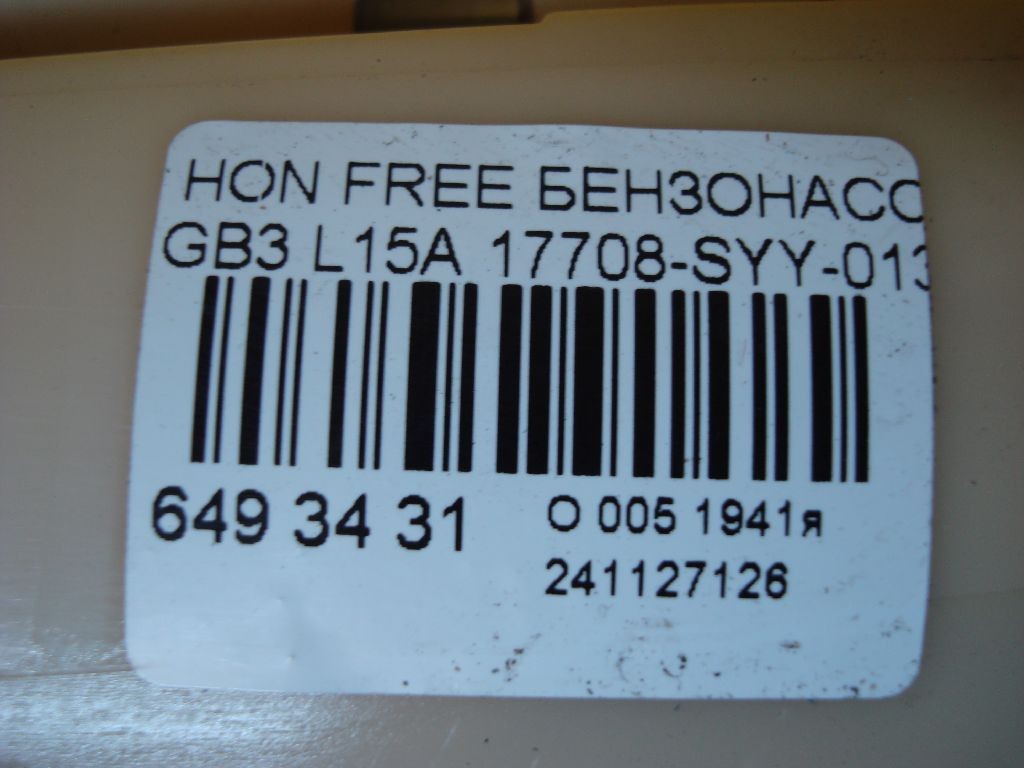 HON FREE БЕНЗОНАСО
GB3 L15A 17708-SYY-013
649 34 31
О 005 1941я
241127126